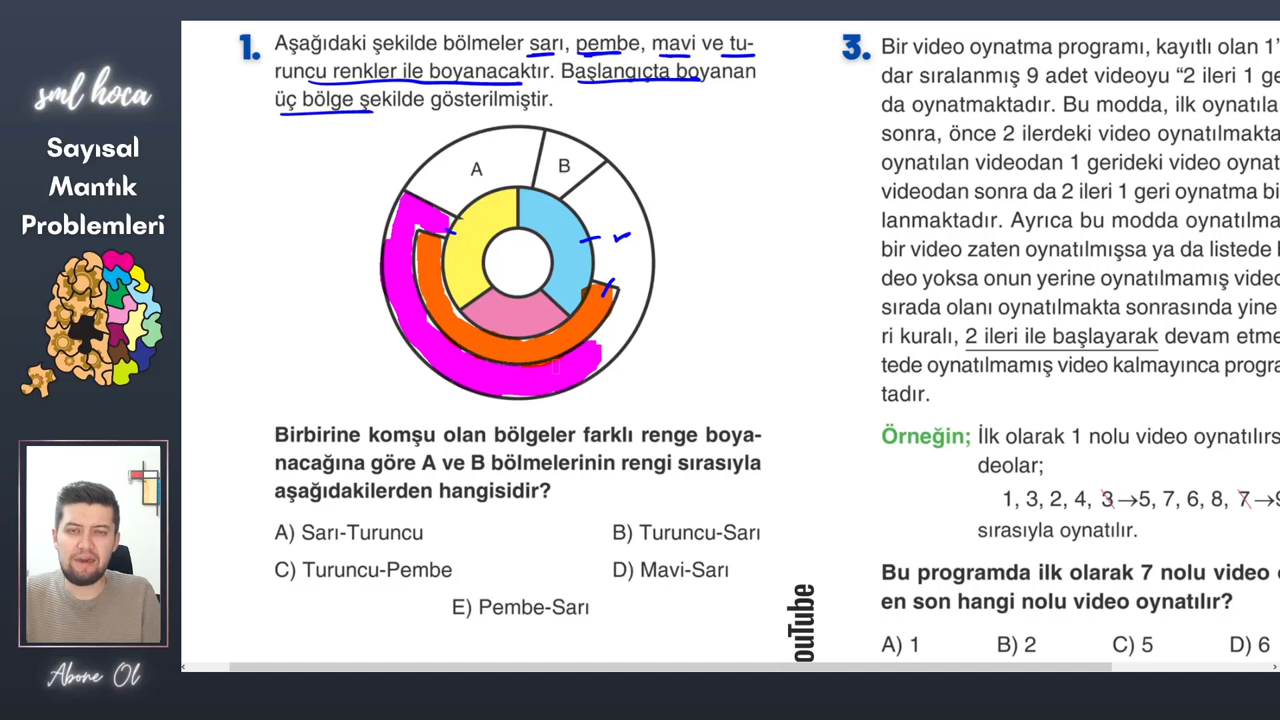 sml hoca
Sayısal
Mantık
Problemleri
Abone Ol
1. Aşağıdaki şekilde bölmeler sarı, pembe, mavi ve tu-
runcu renkler ile boyanacaktır. Başlangıçta boyanan
üç bölge şekilde gösterilmiştir.
A
B
Birbirine komşu olan bölgeler farklı renge boya-
nacağına göre A ve B bölmelerinin rengi sırasıyla
aşağıdakilerden hangisidir?
A) Sarı-Turuncu
B) Turuncu-Sarı
C) Turuncu-Pembe
D) Mavi-Sarı
E) Pembe-Sarı
ouTube
3. Bir video oynatma programı, kayıtlı olan 1'
dar sıralanmış 9 adet videoyu “2 ileri 1 ge
da oynatmaktadır. Bu modda, ilk oynatıla
sonra, önce 2 ilerdeki video oynatılmakta
oynatılan videodan 1 gerideki video oynat
videodan sonra da 2 ileri 1 geri oynatma bi
lanmaktadır. Ayrıca bu modda oynatılma
bir video zaten oynatılmışsa ya da listede
deo yoksa onun yerine oynatılmamış video
sırada olanı oynatılmakta sonrasında yine
ri kuralı, 2 ileri ile başlayarak devam etme
tede oynatılmamış video kalmayınca progra
tadır.
Örneğin; İlk olarak 1 nolu video oynatılırs
deolar;
1, 3, 2, 4, 3→5, 7, 6, 8, 7→9
sırasıyla oynatılır.
Bu programda ilk olarak 7 nolu video
en son hangi nolu video oynatılır?
A) 1
B) 2
C) 5
D) 6